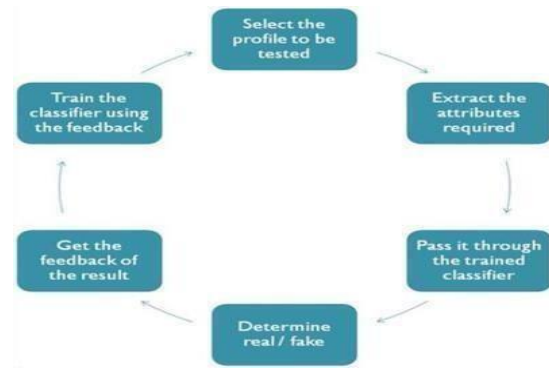 Select the
profile to be
tested
Extract the
attributes
required
Pass it through
the trained
classifier
Determine
real / fake
Get the
feedback of
the result
Train the
classifier using
the feedback